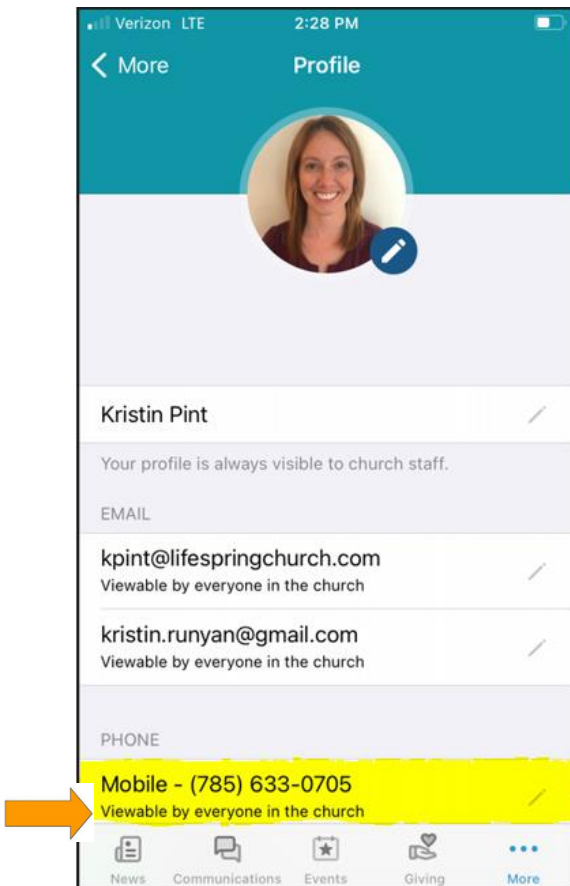 Verizon LTE 2:28 PM
More Profile
Kristin Pint
Your profile is always visible to church staff.
EMAIL
kpint@lifespringchurch.com
Viewable by everyone in the church
kristin.runyan@gmail.com
Viewable by everyone in the church
PHONE
Mobile - (785) 633-0705
Viewable by everyone in the church
News Communications Events Giving More